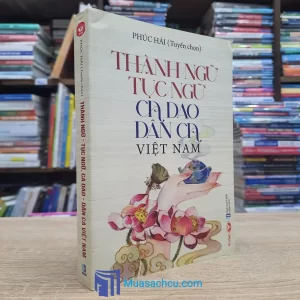 PHÚC HẢI (Tuyển chọn)
THÀNH NGỮ
TỤC NGỮ
CA DAO
DÂN CA
VIỆT NAM
THÀNH NGỮ - TỤC NGỮ, CA DAO - DÂN CA VIỆT NAM
Muasachcu.com